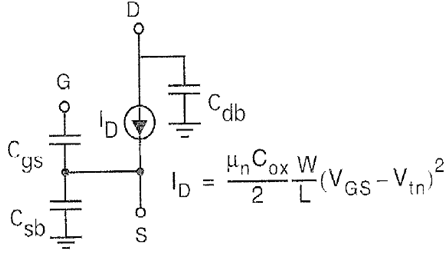 D
G
I_D
C_db
C_gs
C_sb
S
I_D = μ_n C_ox / 2 W / L (V_GS − V_tn)^2